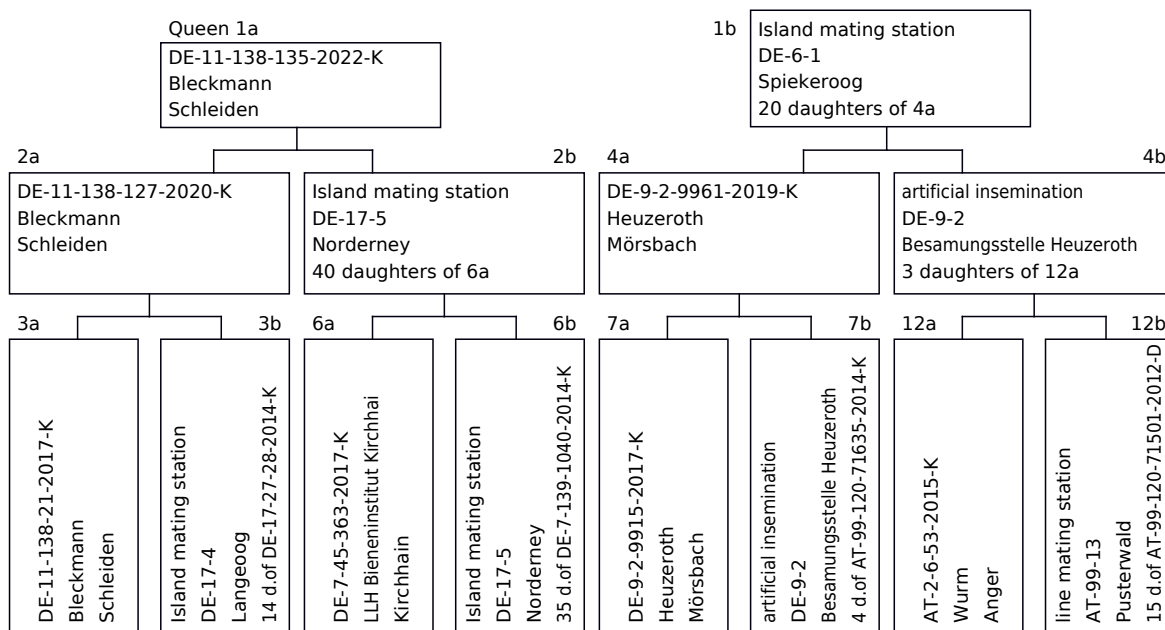 Queen 1a
DE-11-138-135-2022-K
Bleckmann
Schleiden
1b
Island mating station
DE-6-1
Spiekeroog
20 daughters of 4a
2a
DE-11-138-127-2020-K
Bleckmann
Schleiden
2b
Island mating station
DE-17-5
Norderney
40 daughters of 6a
4a
DE-9-2-9961-2019-K
Heuzeroth
Mörsbach
4b
artificial insemination
DE-9-2
Besamungsstelle Heuzeroth
3 daughters of 12a
3a
DE-11-138-21-2017-K
Bleckmann
Schleiden
3b
Island mating station
DE-17-4
Langeoog
14 d.of DE-17-27-28-2014-K
6a
DE-7-45-363-2017-K
LLH Bieneninstitut Kirchhai
Kirchhain
6b
Island mating station
DE-17-5
Norderney
35 d.of DE-7-139-1040-2014-K
7a
DE-9-2-9915-2017-K
Heuzeroth
Mörsbach
7b
artificial insemination
DE-9-2
Besamungsstelle Heuzeroth
4 d.of AT-99-120-71635-2014-K
12a
AT-2-6-53-2015-K
Wurm
Anger
12b
line mating station
AT-99-13
Pusterwald
15 d.of AT-99-120-71501-2012-D